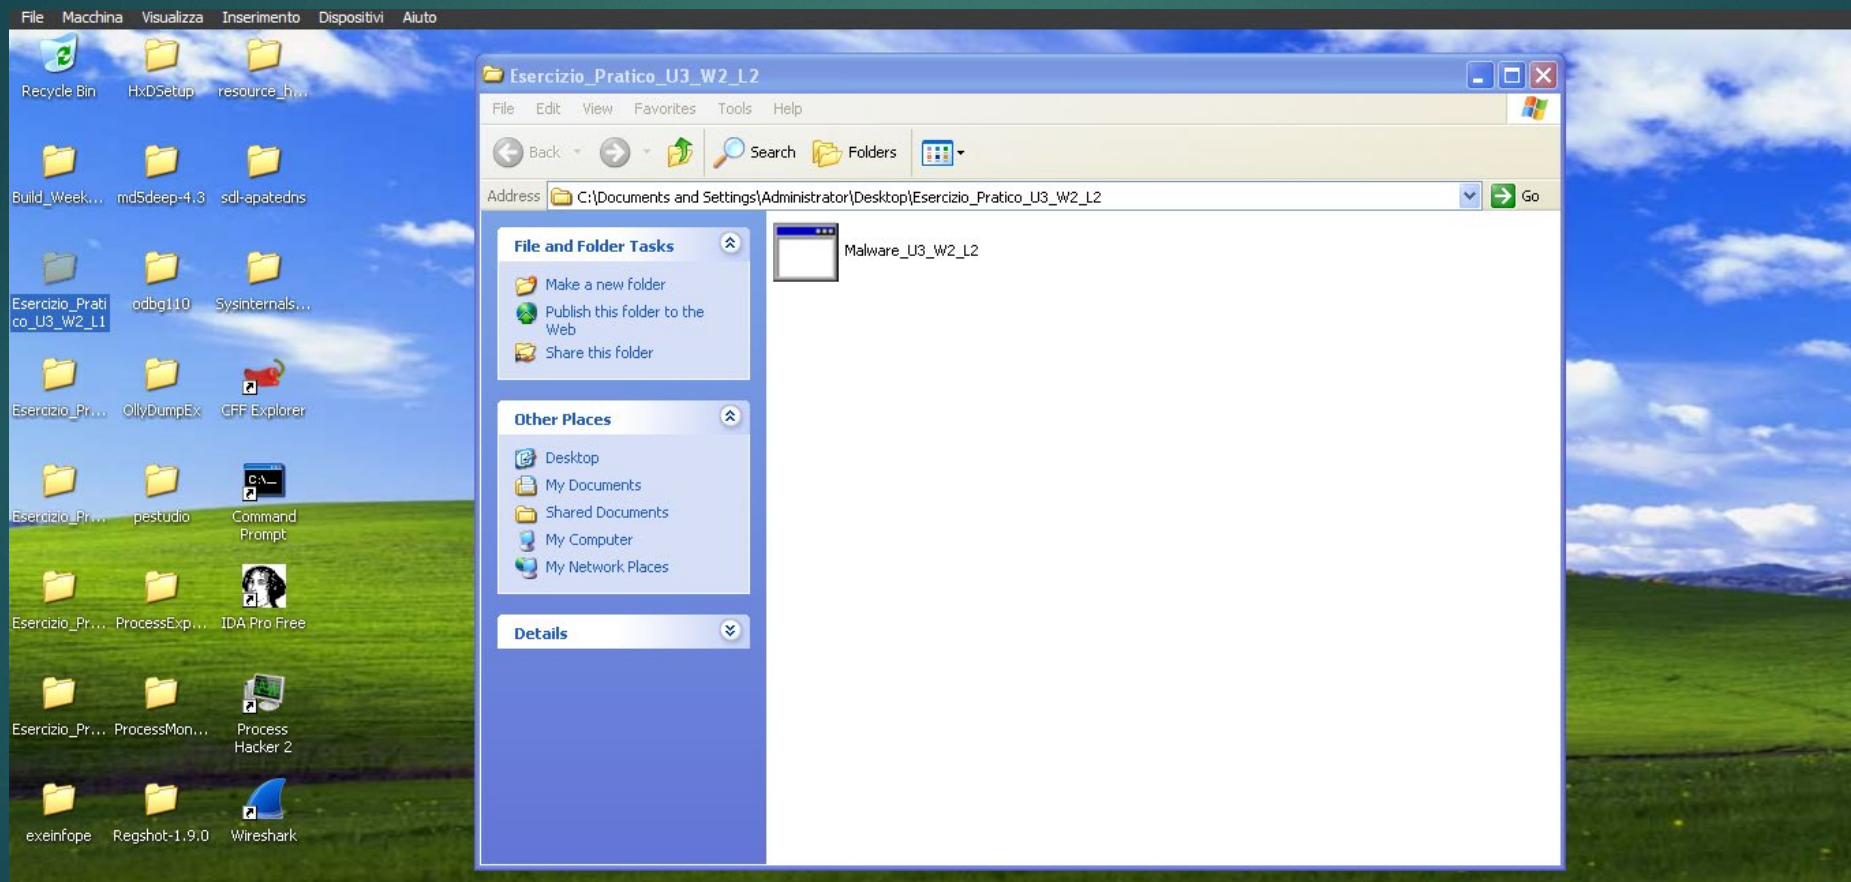 File Macchina Visualizza Inserimento Dispositivi Aiuto
Recycle Bin
HxDSetup
resource_h...
Build_Week...
md5deep-4.3
sdl-apatedns
Esercizio_Prati
co_U3_W2_L1
odbg110
Sysinternals...
Esercizio_Pr...
OllyDumpEx
CFF Explorer
Esercizio_Pr...
pestudio
Command
Prompt
Esercizio_Pr...
ProcessExp...
IDA Pro Free
Esercizio_Pr...
ProcessMon...
Process
Hacker 2
exeinfope
Regshot-1.9.0
Wireshark
Esercizio_Pratico_U3_W2_L2
File Edit View Favorites Tools Help
Back Search Folders
Address C:\Documents and Settings\Administrator\Desktop\Esercizio_Pratico_U3_W2_L2 Go
File and Folder Tasks
Make a new folder
Publish this folder to the
Web
Share this folder
Other Places
Desktop
My Documents
Shared Documents
My Computer
My Network Places
Details
Malware_U3_W2_L2
C:\_